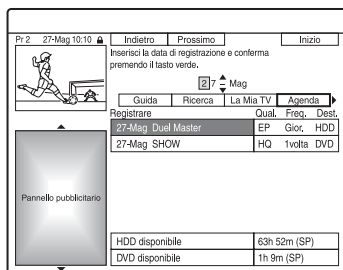 Pr 2 27-Mag 10:10 Indietro Prossimo Inizio
Inserisci la data di registrazione e conferma
premendo il tasto verde.
27 Mag
Guida Ricerca La Mia TV Agenda
Registrare Qual. Freq. Dest.
27-Mag Duel Master EP Gior. HDD
27-Mag SHOW HQ 1volta DVD
Pannello pubblicitario
HDD disponibile 63h 52m (SP)
DVD disponibile 1h 9m (SP)